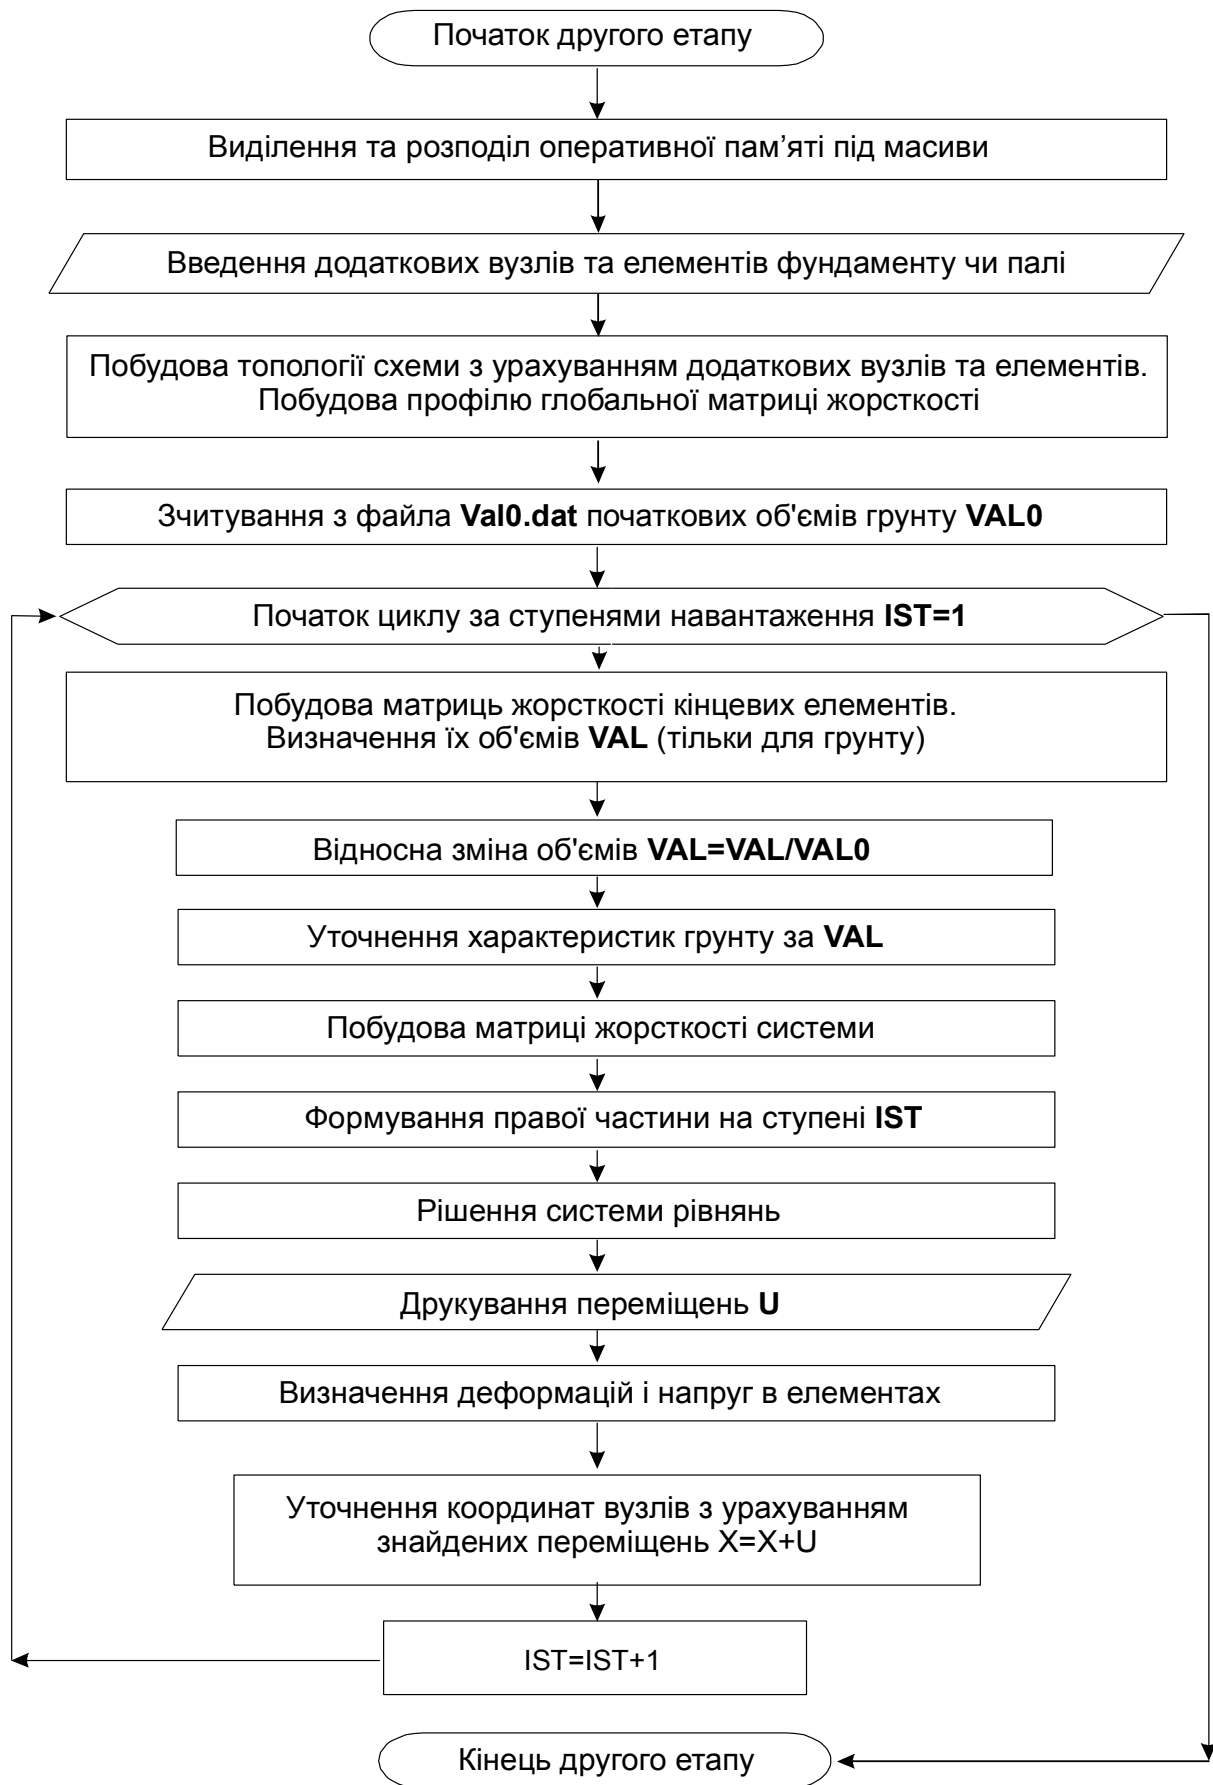 Початок другого етапу
Виділення та розподіл оперативної пам’яті під масиви
Введення додаткових вузлів та елементів фундаменту чи палі
Побудова топології схеми з урахуванням додаткових вузлів та елементів.
Побудова профілю глобальної матриці жорсткості
Зчитування з файла Val0.dat початкових об'ємів грунту VAL0
Початок циклу за ступенями навантаження IST=1
Побудова матриць жорсткості кінцевих елементів.
Визначення їх об'ємів VAL (тільки для грунту)
Відносна зміна об'ємів VAL=VAL/VAL0
Уточнення характеристик грунту за VAL
Побудова матриці жорсткості системи
Формування правої частини на ступені IST
Рішення системи рівнянь
Друкування переміщень U
Визначення деформацій і напруг в елементах
Уточнення координат вузлів з урахуванням
знайдених переміщень X=X+U
IST=IST+1
Кінець другого етапу